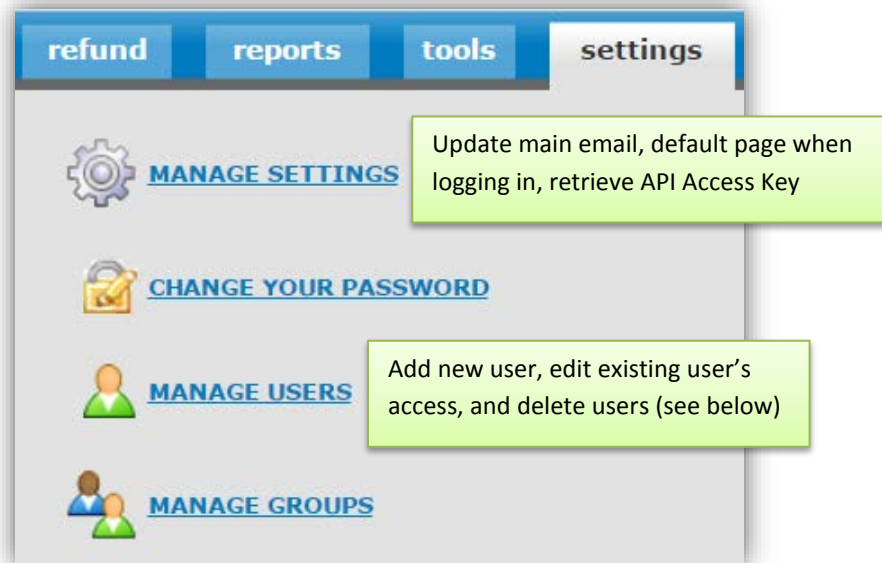 refund reports tools settings
MANAGE SETTINGS
Update main email, default page when
logging in, retrieve API Access Key
CHANGE YOUR PASSWORD
MANAGE USERS
Add new user, edit existing user’s
access, and delete users (see below)
MANAGE GROUPS